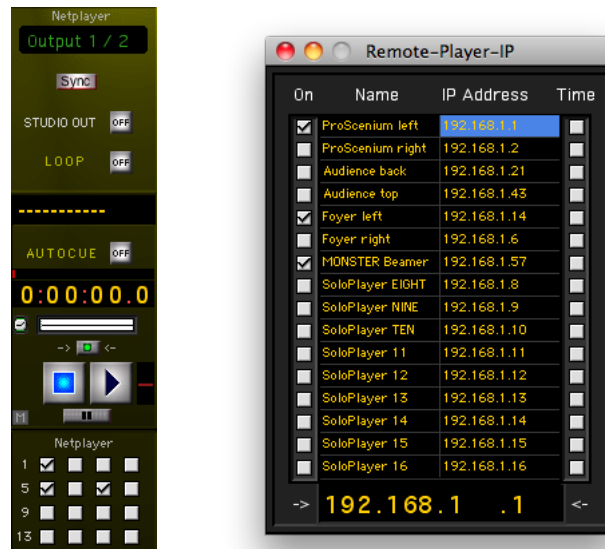 Netplayer
Output 1 / 2
Sync
STUDIO OUT OFF
LOOP OFF
-----------
AUTOCUE OFF
0:00:00.0
-> <-
M
Netplayer
1
5
9
13
Remote-Player-IP
On Name IP Address Time
ProScenium left 192.168.1.1
ProScenium right 192.168.1.2
Audience back 192.168.1.21
Audience top 192.168.1.43
Foyer left 192.168.1.14
Foyer right 192.168.1.6
MONSTER Beamer 192.168.1.57
SoloPlayer EIGHT 192.168.1.8
SoloPlayer NINE 192.168.1.9
SoloPlayer TEN 192.168.1.10
SoloPlayer 11 192.168.1.11
SoloPlayer 12 192.168.1.12
SoloPlayer 13 192.168.1.13
SoloPlayer 14 192.168.1.14
SoloPlayer 15 192.168.1.15
SoloPlayer 16 192.168.1.16
-> 192.168.1 .1 <-